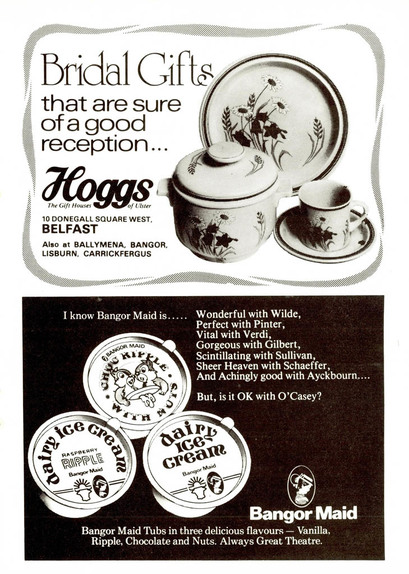 Bridal Gifts
that are sure
of a good
reception...
Hoggs
The Gift Houses of Ulster
10 DONEGALL SQUARE WEST,
BELFAST
Also at BALLYMENA, BANGOR,
LISBURN, CARRICKFERGUS
I know Bangor Maid is.....
Wonderful with Wilde,
Perfect with Pinter,
Vital with Verdi,
Gorgeous with Gilbert,
Scintillating with Sullivan,
Sheer Heaven with Schaeffer,
And Achingly good with Ayckbourn....
But, is it OK with O'Casey?
BANGOR MAID
CHOC RIPPLE
WITH NUTS
dairy ice cream
RASPBERRY
RIPPLE
Bangor Maid
dairy
ice
cream
Bangor Maid
Bangor Maid
Bangor Maid Tubs in three delicious flavours — Vanilla,
Ripple, Chocolate and Nuts. Always Great Theatre.